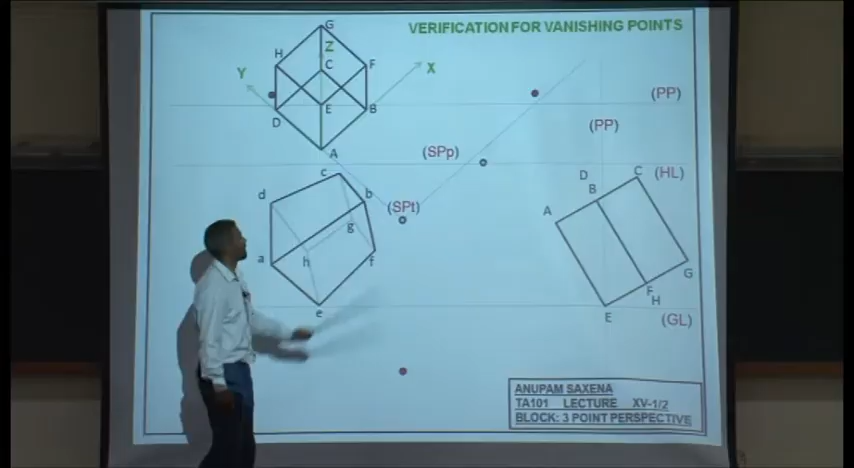 VERIFICATION FOR VANISHING POINTS
G
H
Z
C
F
Y
X
E
D
B
A
(PP)
(PP)
(SPp)
c
D
C
(HL)
B
d
b
(SPt)
A
g
a
h
f
G
F
H
e
E
(GL)
ANUPAM SAXENA
TA101 LECTURE XV-1/2
BLOCK: 3 POINT PERSPECTIVE